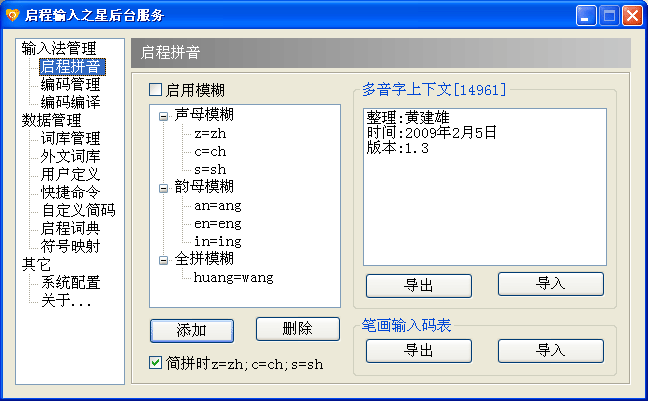 启程输入之星后台服务
输入法管理
启程拼音
编码管理
编码编译
数据管理
词库管理
外文词库
用户定义
快捷命令
自定义简码
启程词典
符号映射
其它
系统配置
关于...
启程拼音
启用模糊
声母模糊
z=zh
c=ch
s=sh
韵母模糊
an=ang
en=eng
in=ing
全拼模糊
huang=wang
添加
删除
简拼时z=zh;c=ch;s=sh
多音字上下文[14961]
整理:黄建雄
时间:2009年2月5日
版本:1.3
导出
导入
笔画输入码表
导出
导入